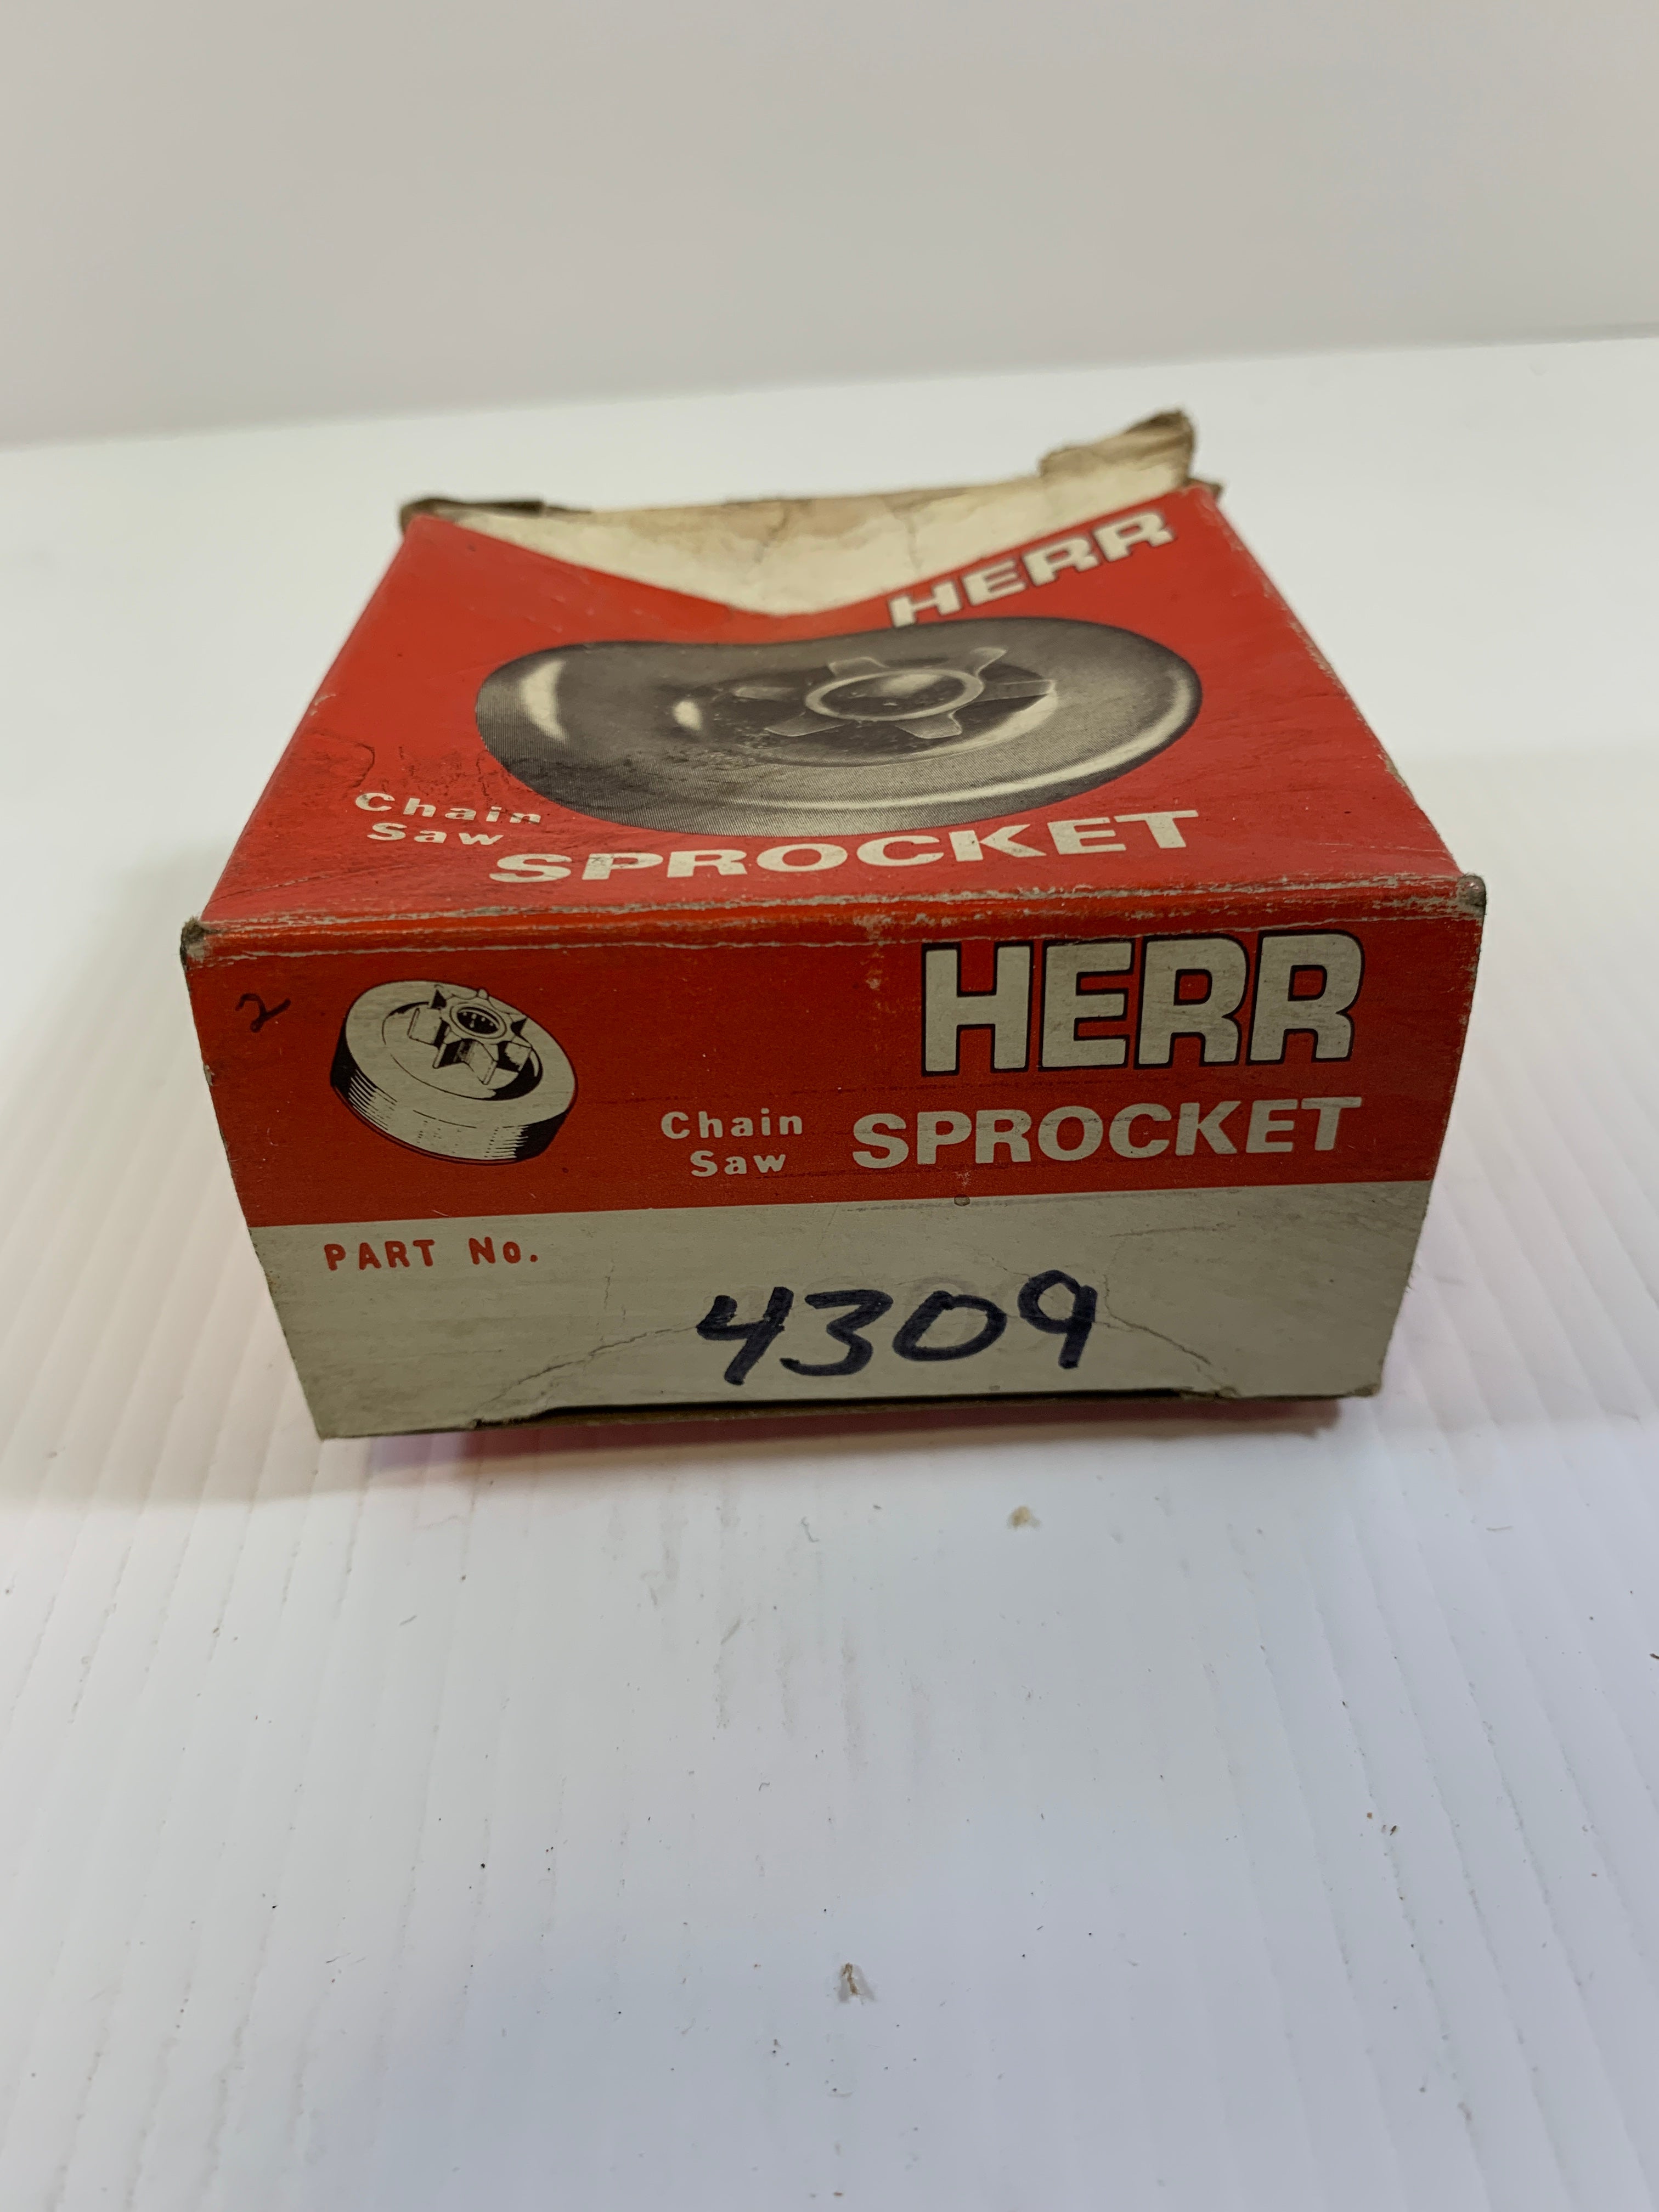 HERR
Chain
Saw
SPROCKET
2
HERR
Chain
Saw
SPROCKET
PART No.
4309